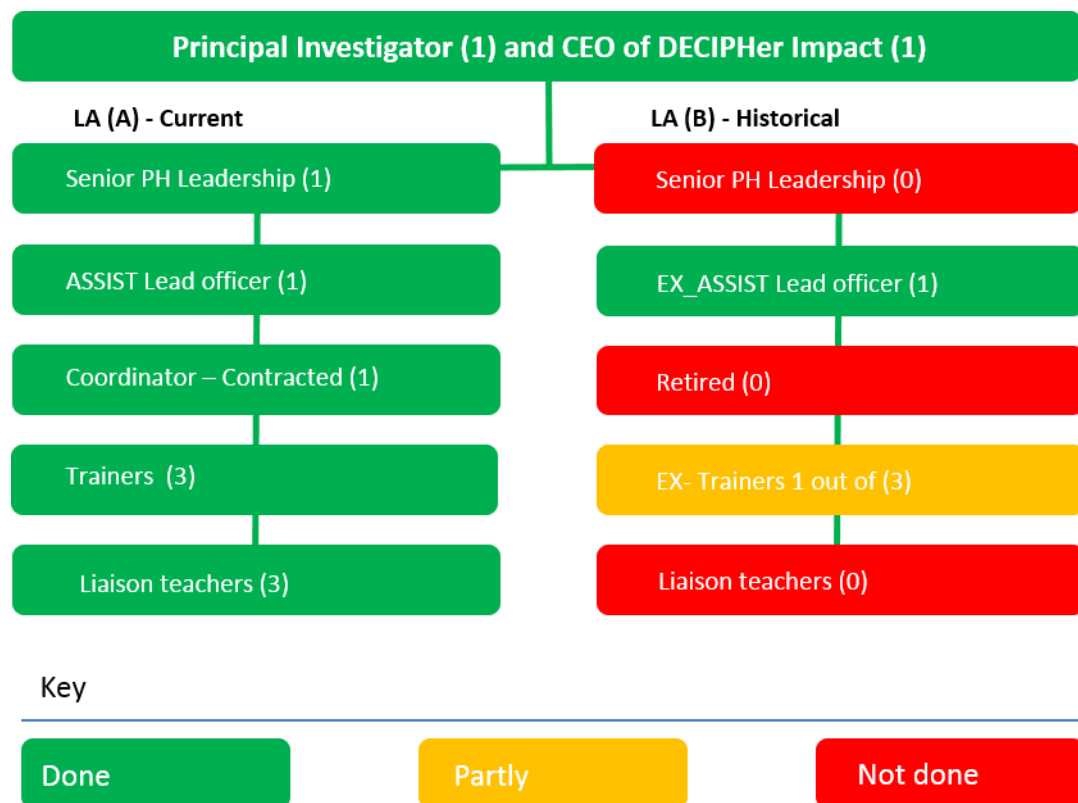 Principal Investigator (1) and CEO of DECIPHer Impact (1)
LA (A) - Current
Senior PH Leadership (1)
ASSIST Lead officer (1)
Coordinator – Contracted (1)
Trainers (3)
Liaison teachers (3)
LA (B) - Historical
Senior PH Leadership (0)
EX_ASSIST Lead officer (1)
Retired (0)
EX- Trainers 1 out of (3)
Liaison teachers (0)
Key
Done
Partly
Not done